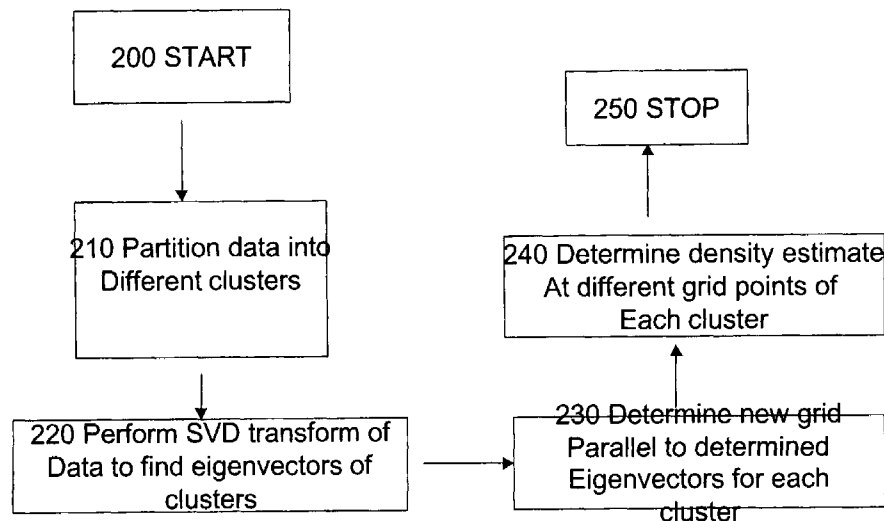 200 START
210 Partition data into
Different clusters
220 Perform SVD transform of
Data to find eigenvectors of
clusters
230 Determine new grid
Parallel to determined
Eigenvectors for each
cluster
240 Determine density estimate
At different grid points of
Each cluster
250 STOP